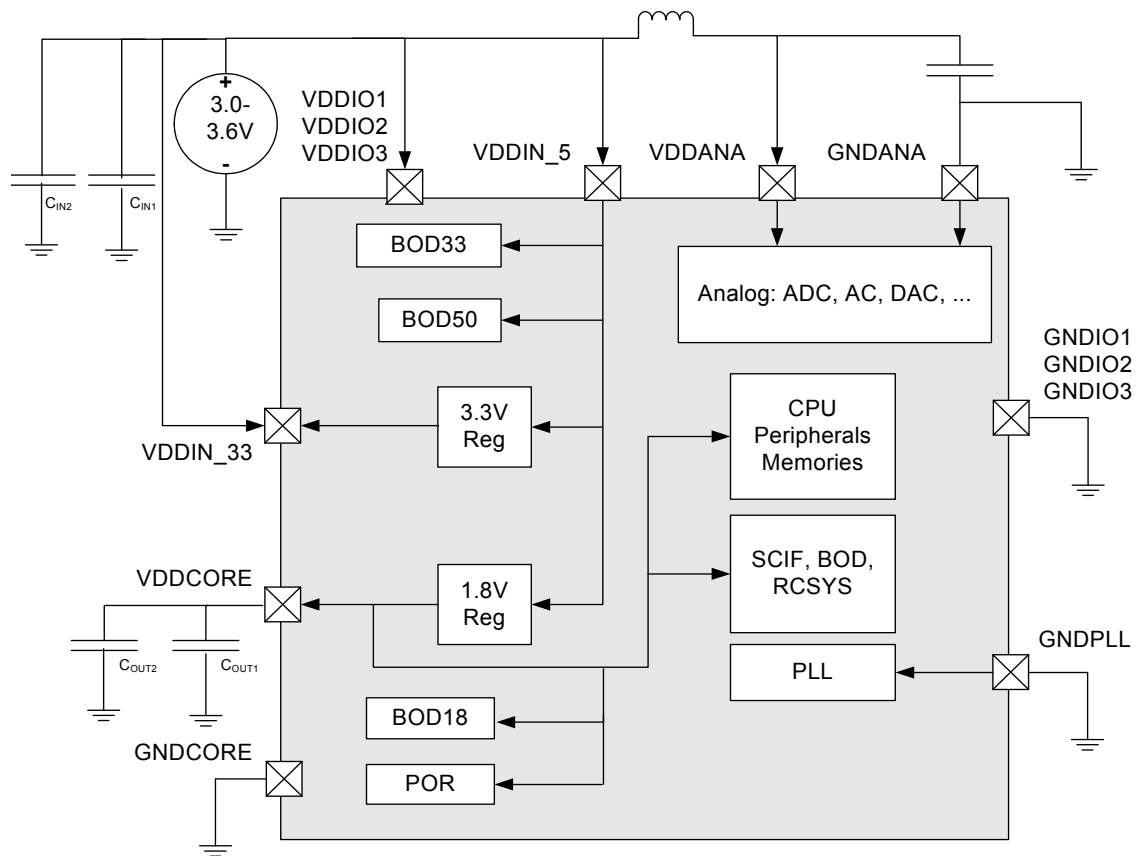 +
3.0-
3.6V
-
VDDIO1
VDDIO2
VDDIO3
VDDIN_5
VDDANA
GNDANA
CIN2
CIN1
BOD33
BOD50
Analog: ADC, AC, DAC, ...
GNDIO1
GNDIO2
GNDIO3
3.3V
Reg
CPU
Peripherals
Memories
VDDIN_33
VDDCORE
1.8V
Reg
SCIF, BOD,
RCSYS
COUT2
COUT1
GNDPLL
PLL
BOD18
GNDCORE
POR